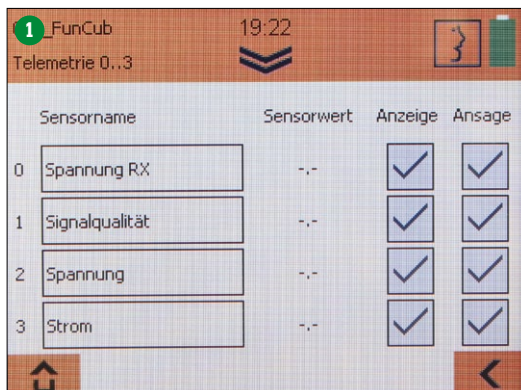 1 _FunCub 19:22
Telemetrie 0..3
Sensorname Sensorwert Anzeige Ansage
0 Spannung RX -.-
1 Signalqualität -.-
2 Spannung -.-
3 Strom -.-